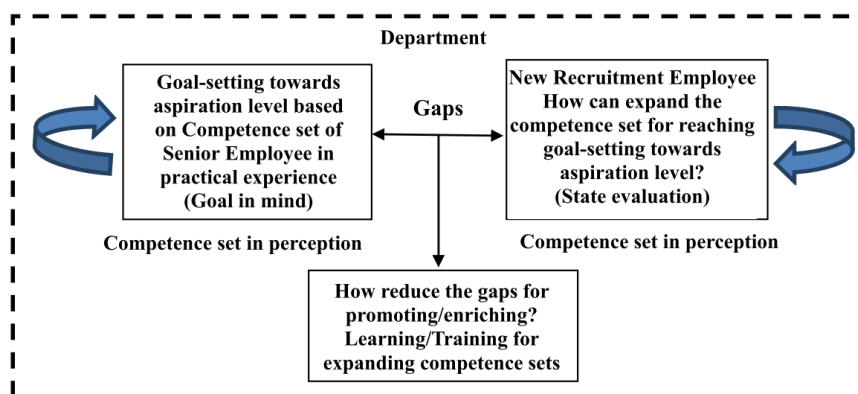 Department
Goal-setting towards
aspiration level based
on Competence set of
Senior Employee in
practical experience
(Goal in mind)
Gaps
New Recruitment Employee
How can expand the
competence set for reaching
goal-setting towards
aspiration level?
(State evaluation)
Competence set in perception
Competence set in perception
How reduce the gaps for
promoting/enriching?
Learning/Training for
expanding competence sets